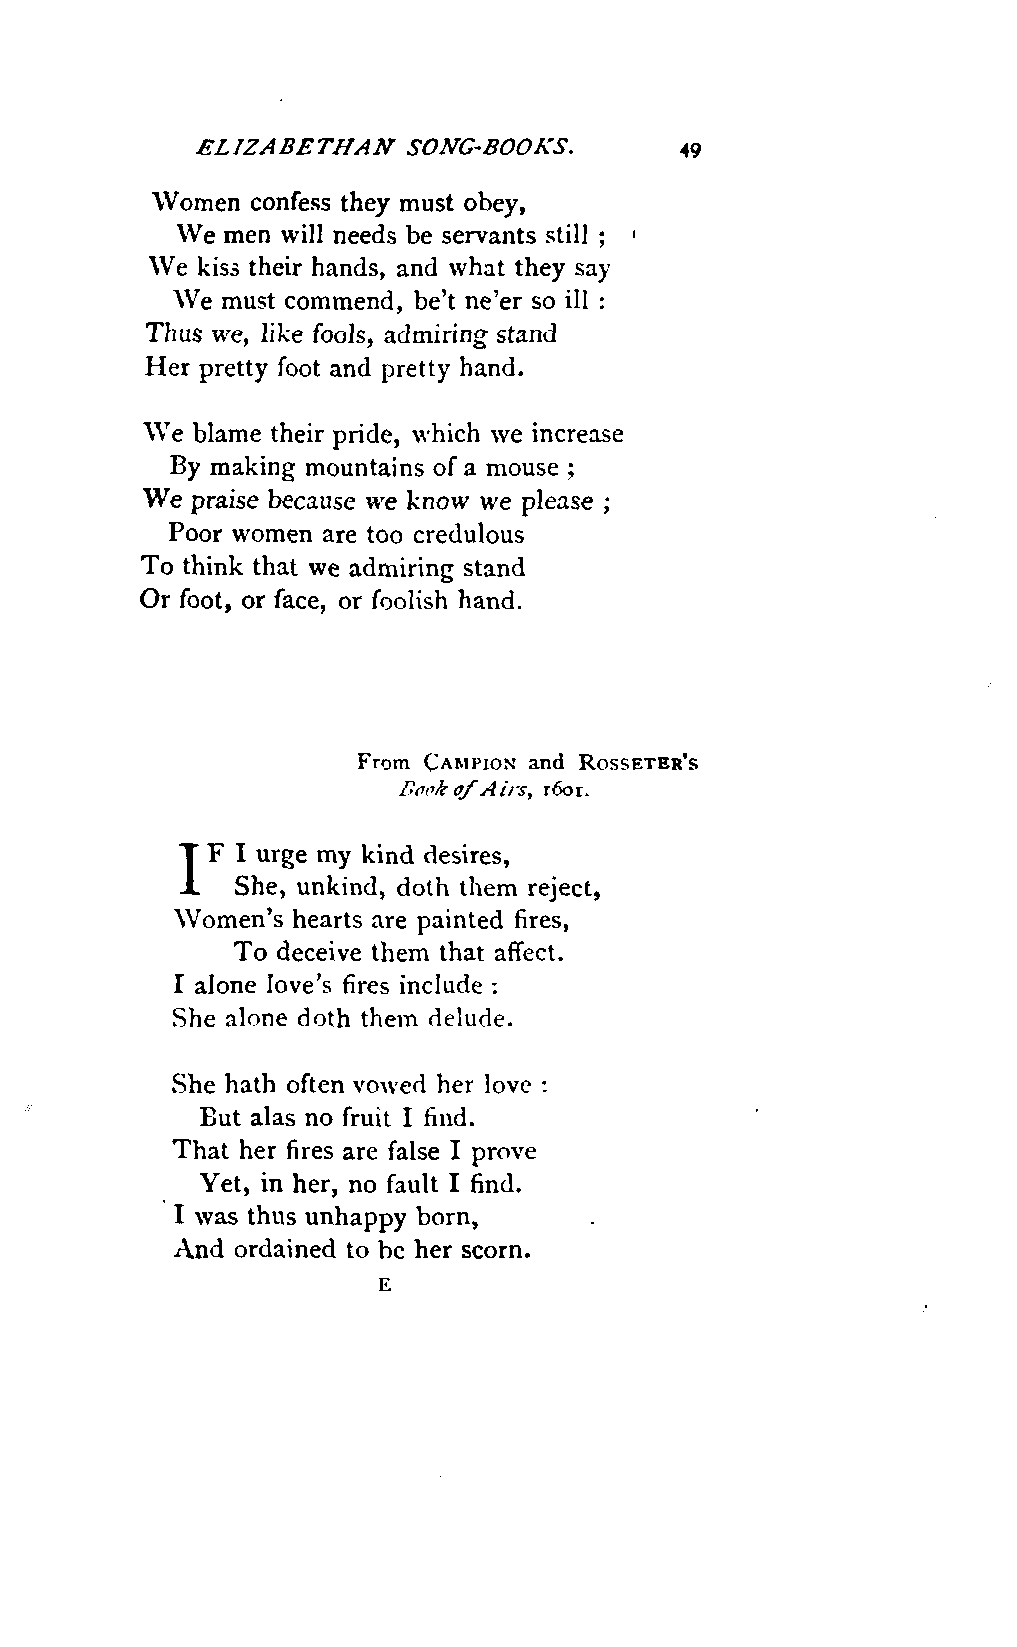 ELIZABETHAN SONG-BOOKS. 49
Women confess they must obey,
We men will needs be servants still ;
We kiss their hands, and what they say
We must commend, be't ne'er so ill :
Thus we, like fools, admiring stand
Her pretty foot and pretty hand.
We blame their pride, which we increase
By making mountains of a mouse ;
We praise because we know we please ;
Poor women are too credulous
To think that we admiring stand
Or foot, or face, or foolish hand.
From CAMPION and ROSSETER'S
Book of Airs, 1601.
IF I urge my kind desires,
She, unkind, doth them reject,
Women's hearts are painted fires,
To deceive them that affect.
I alone love's fires include :
She alone doth them delude.
She hath often vowed her love :
But alas no fruit I find.
That her fires are false I prove
Yet, in her, no fault I find.
I was thus unhappy born,
And ordained to be her scorn.
E